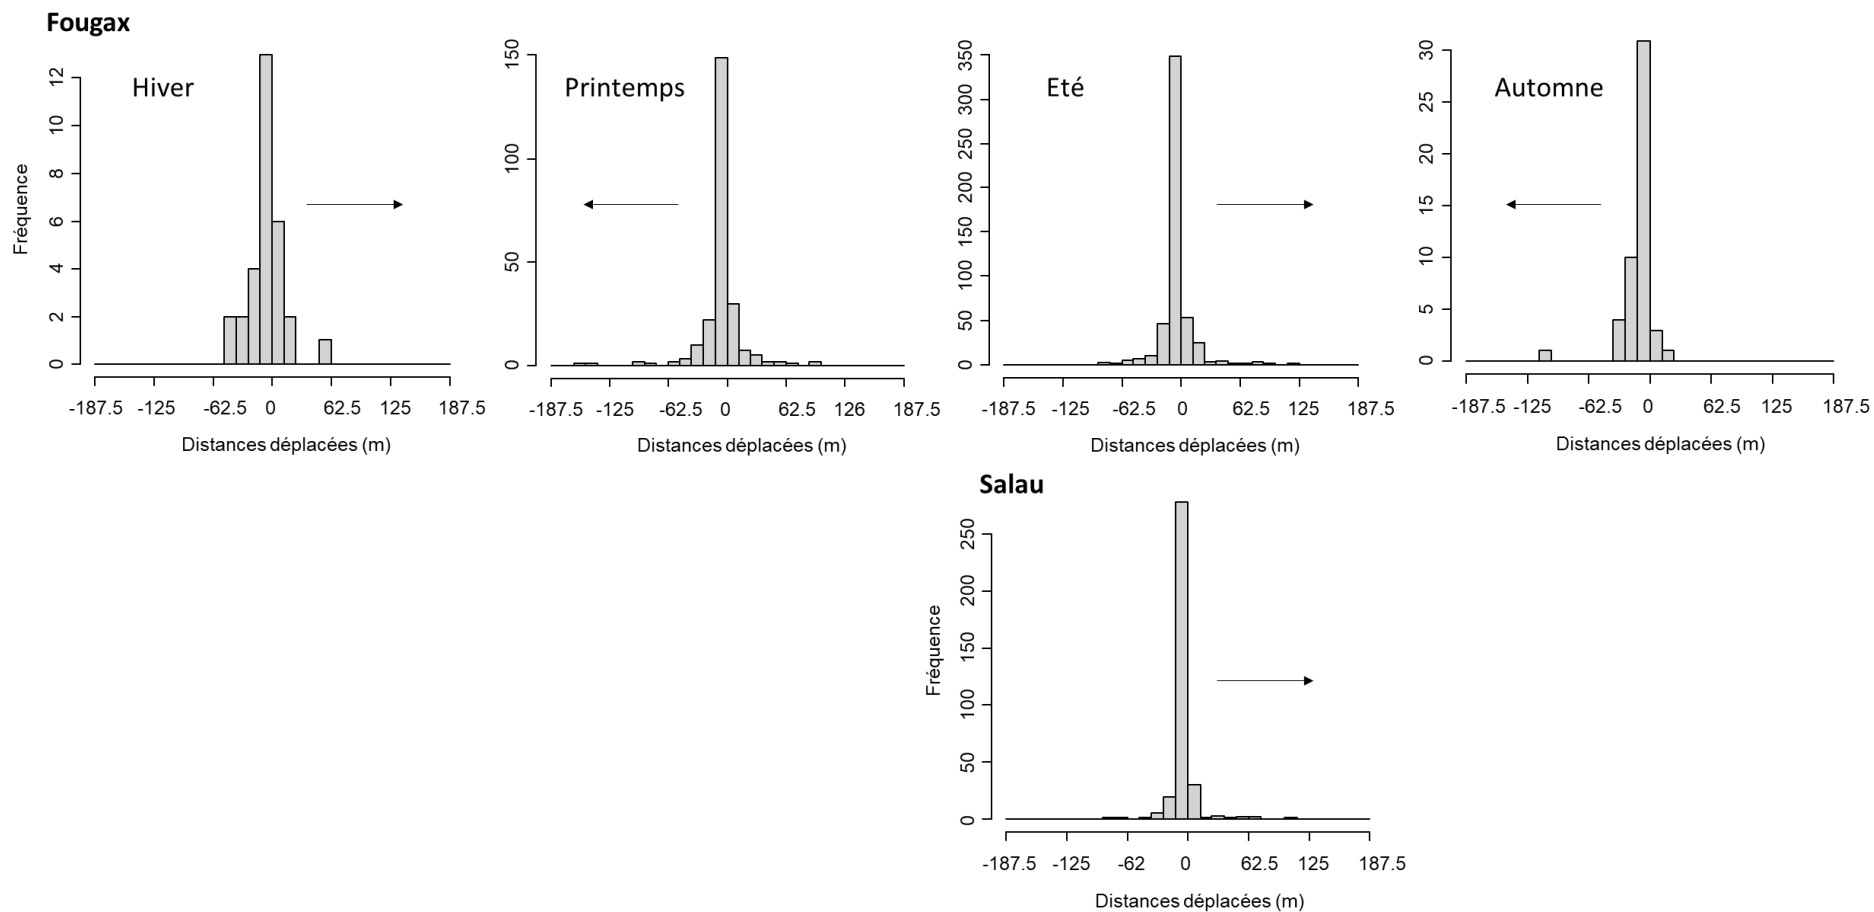 Fougax
Hiver
Fréquence
0 2 4 6 8 10 12
-187.5 -125 -62.5 0 62.5 125 187.5
Distances déplacées (m)
Printemps
0 50 100 150
-187.5 -125 -62.5 0 62.5 126 187.5
Distances déplacées (m)
Eté
0 50 100 150 200 250 300 350
-187.5 -125 -62.5 0 62.5 125 187.5
Distances déplacées (m)
Automne
0 5 10 15 20 25 30
-187.5 -125 -62.5 0 62.5 125 187.5
Distances déplacées (m)
Salau
Fréquence
0 50 100 150 200 250
-187.5 -125 -62 0 62.5 125 187.5
Distances déplacées (m)